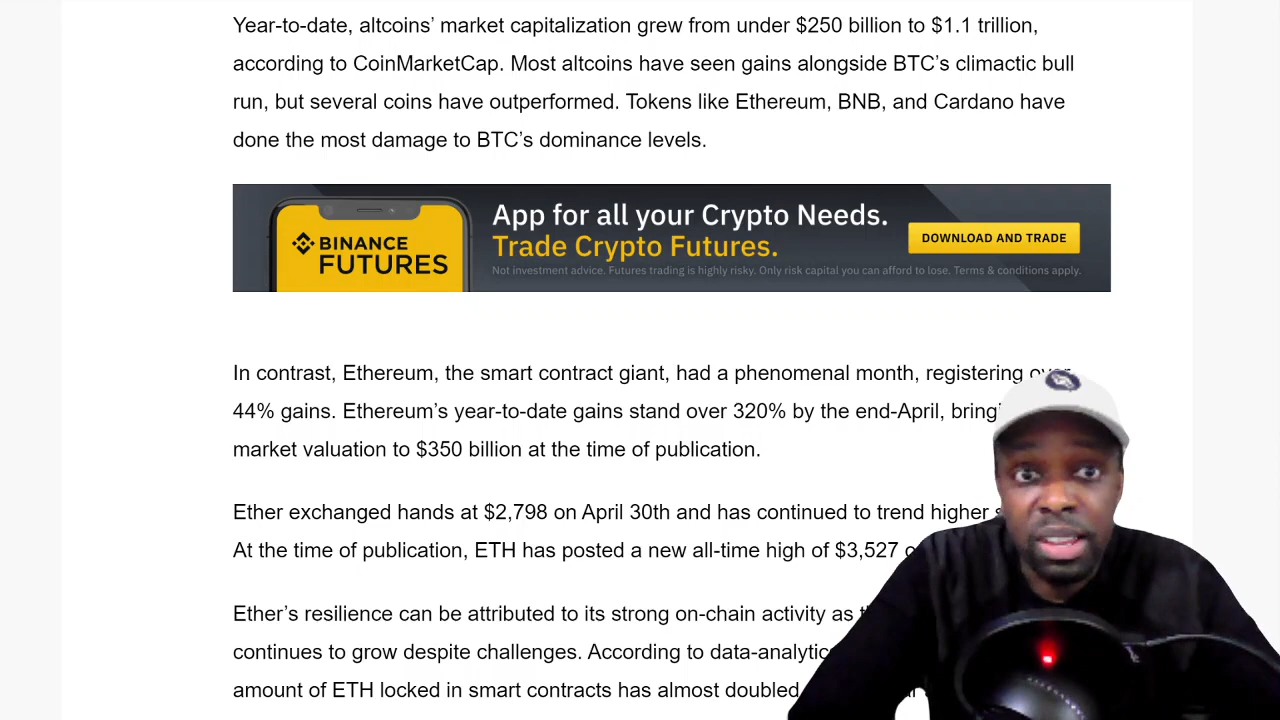 Year-to-date, altcoins’ market capitalization grew from under $250 billion to $1.1 trillion,
according to CoinMarketCap. Most altcoins have seen gains alongside BTC’s climactic bull
run, but several coins have outperformed. Tokens like Ethereum, BNB, and Cardano have
done the most damage to BTC’s dominance levels.
BINANCE
FUTURES
App for all your Crypto Needs.
Trade Crypto Futures.
Not investment advice. Futures trading is highly risky. Only risk capital you can afford to lose. Terms & conditions apply.
DOWNLOAD AND TRADE
In contrast, Ethereum, the smart contract giant, had a phenomenal month, registering over
44% gains. Ethereum’s year-to-date gains stand over 320% by the end-April,
market valuation to $350 billion at the time of publication.
Ether exchanged hands at $2,798 on April 30th and has continued to trend higher
At the time of publication, ETH has posted a new all-time high of $3,527
Ether’s resilience can be attributed to its strong on-chain activity as
continues to grow despite challenges. According to
amount of ETH locked in smart contracts has almost doubled